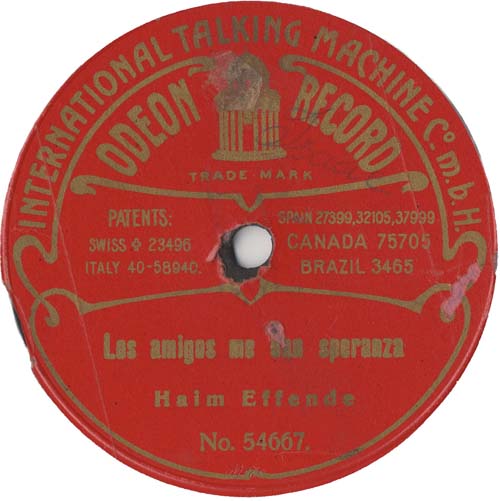 INTERNATIONAL TALKING MACHINE Co. m.b.H.
ODEON RECORD
TRADE-MARK
PATENTS:
SWISS ✚ 23496
ITALY 40-58940.
SPAIN 27399,32105,37999
CANADA 75705
BRAZIL 3465
Los amigos me speranza
Haim Effende
No. 54667.